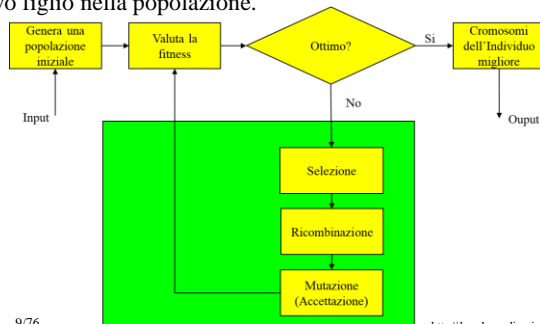 vo figlio nella popolazione.
Genera una
popolazione
iniziale
Valuta la
fitness
Ottimo?
Si
Cromosomi
dell'Individuo
migliore
Input
No
Ouput
Selezione
Ricombinazione
Mutazione
(Accettazione)
9/76